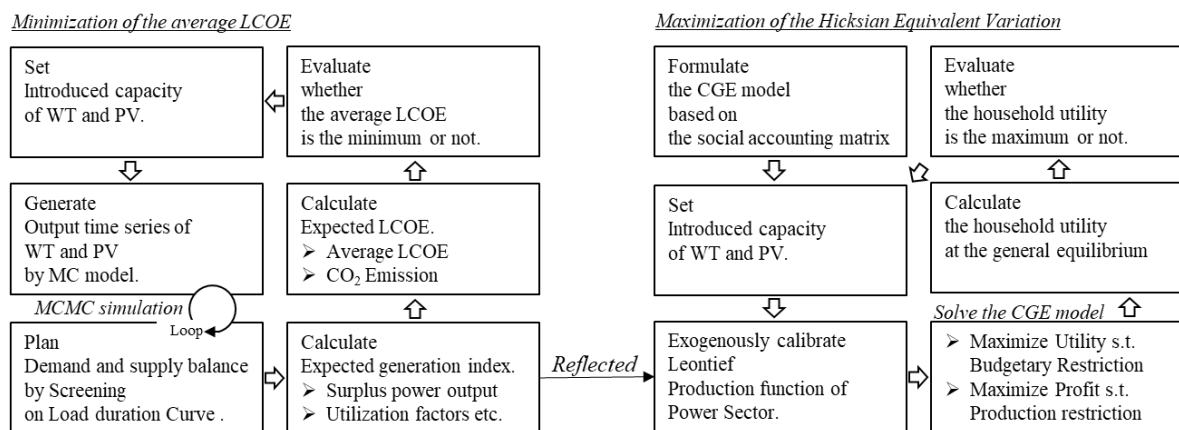 Minimization of the average LCOE
Set
Introduced capacity
of WT and PV.
Generate
Output time series of
WT and PV
by MC model.
MCMC simulation
Loop
Plan
Demand and supply balance
by Screening
on Load duration Curve .
Calculate
Expected generation index.
➢ Surplus power output
➢ Utilization factors etc.
Calculate
Expected LCOE.
➢ Average LCOE
➢ CO₂ Emission
Evaluate
whether
the average LCOE
is the minimum or not.
Reflected
Maximization of the Hicksian Equivalent Variation
Formulate
the CGE model
based on
the social accounting matrix
Set
Introduced capacity
of WT and PV.
Exogenously calibrate
Leontief
Production function of
Power Sector.
Solve the CGE model
➢ Maximize Utility s.t.
Budgetary Restriction
➢ Maximize Profit s.t.
Production restriction
Calculate
the household utility
at the general equilibrium
Evaluate
whether
the household utility
is the maximum or not.